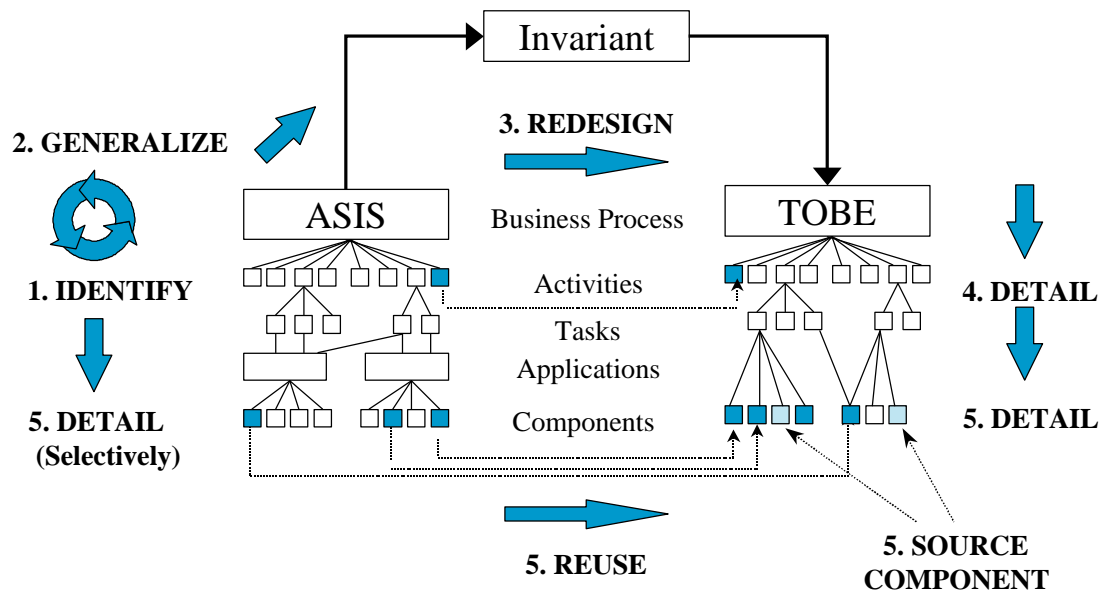 Invariant
2. GENERALIZE
3. REDESIGN
ASIS
Business Process
TOBE
1. IDENTIFY
Activities
4. DETAIL
Tasks
Applications
5. DETAIL
(Selectively)
Components
5. DETAIL
5. REUSE
5. SOURCE
COMPONENT